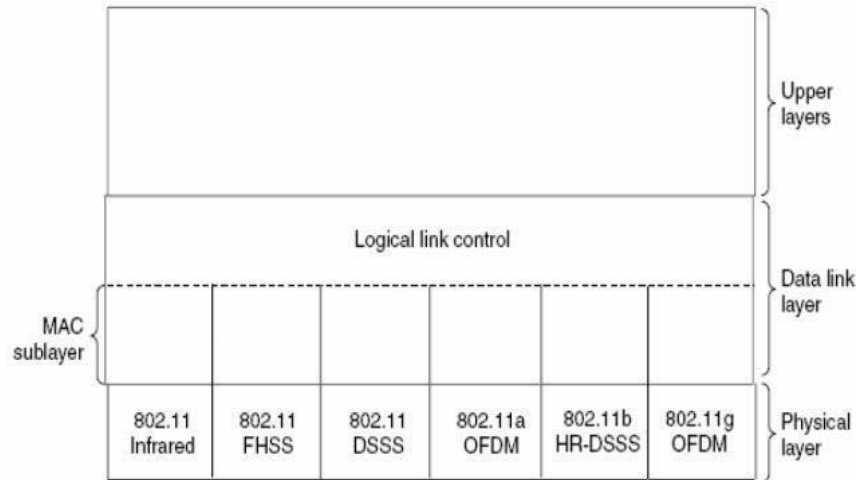 Upper
layers
Logical link control
Data link
layer
MAC
sublayer
802.11
Infrared
802.11
FHSS
802.11
DSSS
802.11a
OFDM
802.11b
HR-DSSS
802.11g
OFDM
Physical
layer